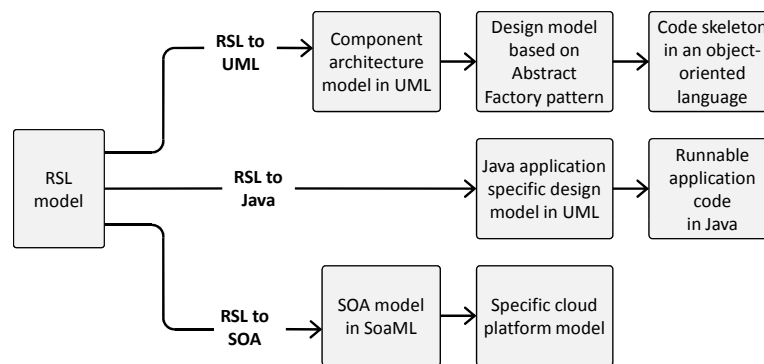 RSL to
UML
Component
architecture
model in UML
Design model
based on
Abstract
Factory pattern
Code skeleton
in an object-
oriented
language
RSL
model
RSL to
Java
Java application
specific design
model in UML
Runnable
application
code
in Java
RSL to
SOA
SOA model
in SoaML
Specific cloud
platform model